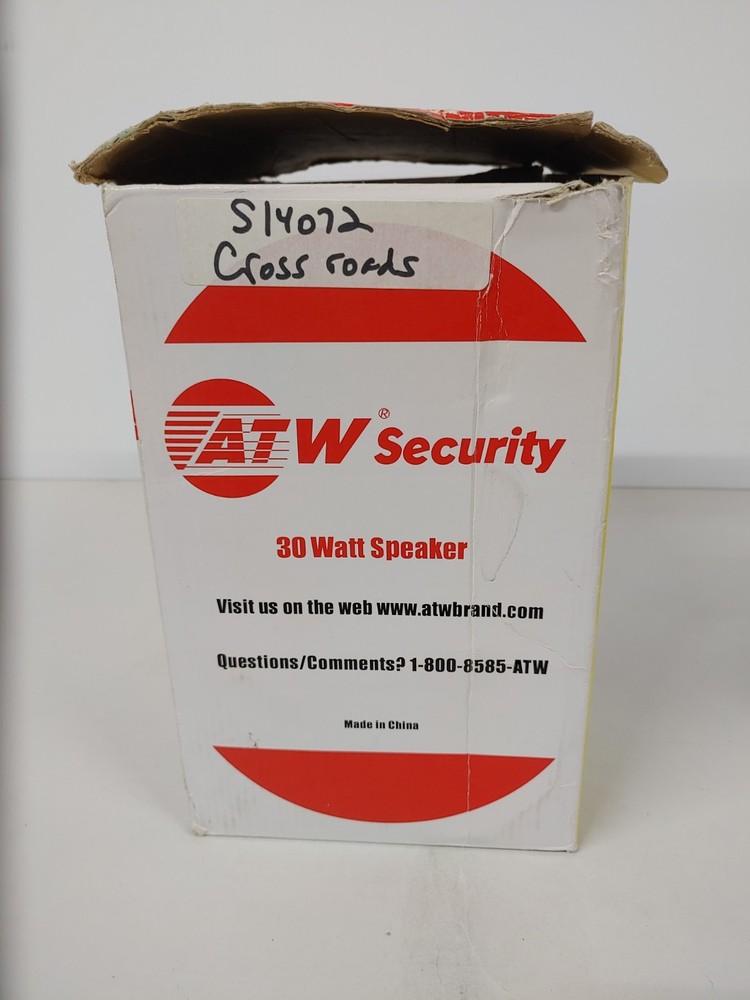 S14072
Cross roads
ATW® Security
30 Watt Speaker
Visit us on the web www.atwbrand.com
Questions/Comments? 1-800-8585-ATW
Made in China